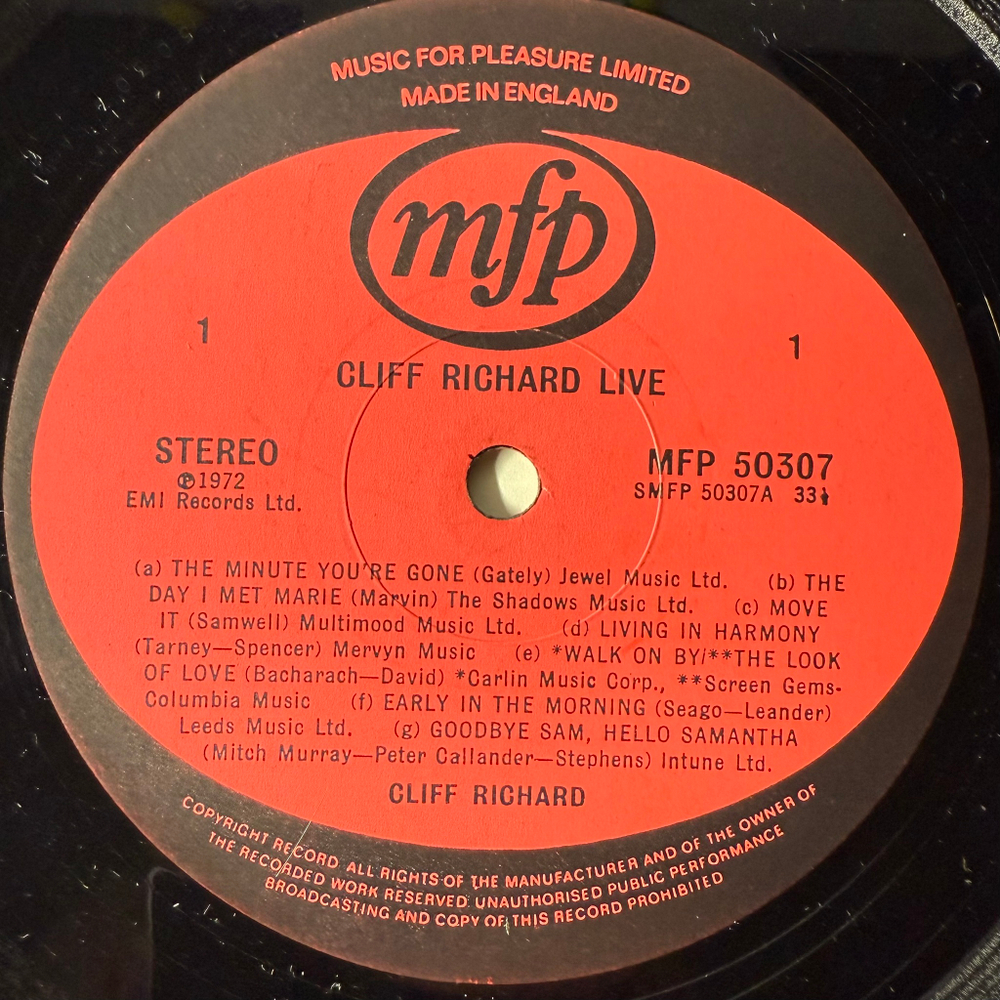 MUSIC FOR PLEASURE LIMITED
MADE IN ENGLAND
mfp
1
1
CLIFF RICHARD LIVE
STEREO
℗1972
EMI Records Ltd.
MFP 50307
SMFP 50307A 33⅓
(a) THE MINUTE YOU'RE GONE (Gately) Jewel Music Ltd. (b) THE
DAY I MET MARIE (Marvin) The Shadows Music Ltd. (c) MOVE
IT (Samwell) Multimood Music Ltd. (d) LIVING IN HARMONY
(Tarney—Spencer) Mervyn Music (e) *WALK ON BY/**THE LOOK
OF LOVE (Bacharach—David) *Carlin Music Corp., **Screen Gems-
Columbia Music (f) EARLY IN THE MORNING (Seago—Leander)
Leeds Music Ltd. (g) GOODBYE SAM, HELLO SAMANTHA
(Mitch Murray—Peter Callander—Stephens) Intune Ltd.
CLIFF RICHARD
COPYRIGHT RECORD ALL RIGHTS OF THE MANUFACTURER AND OF THE OWNER OF
THE RECORDED WORK RESERVED UNAUTHORISED PUBLIC PERFORMANCE
BROADCASTING AND COPY OF THIS RECORD PROHIBITED